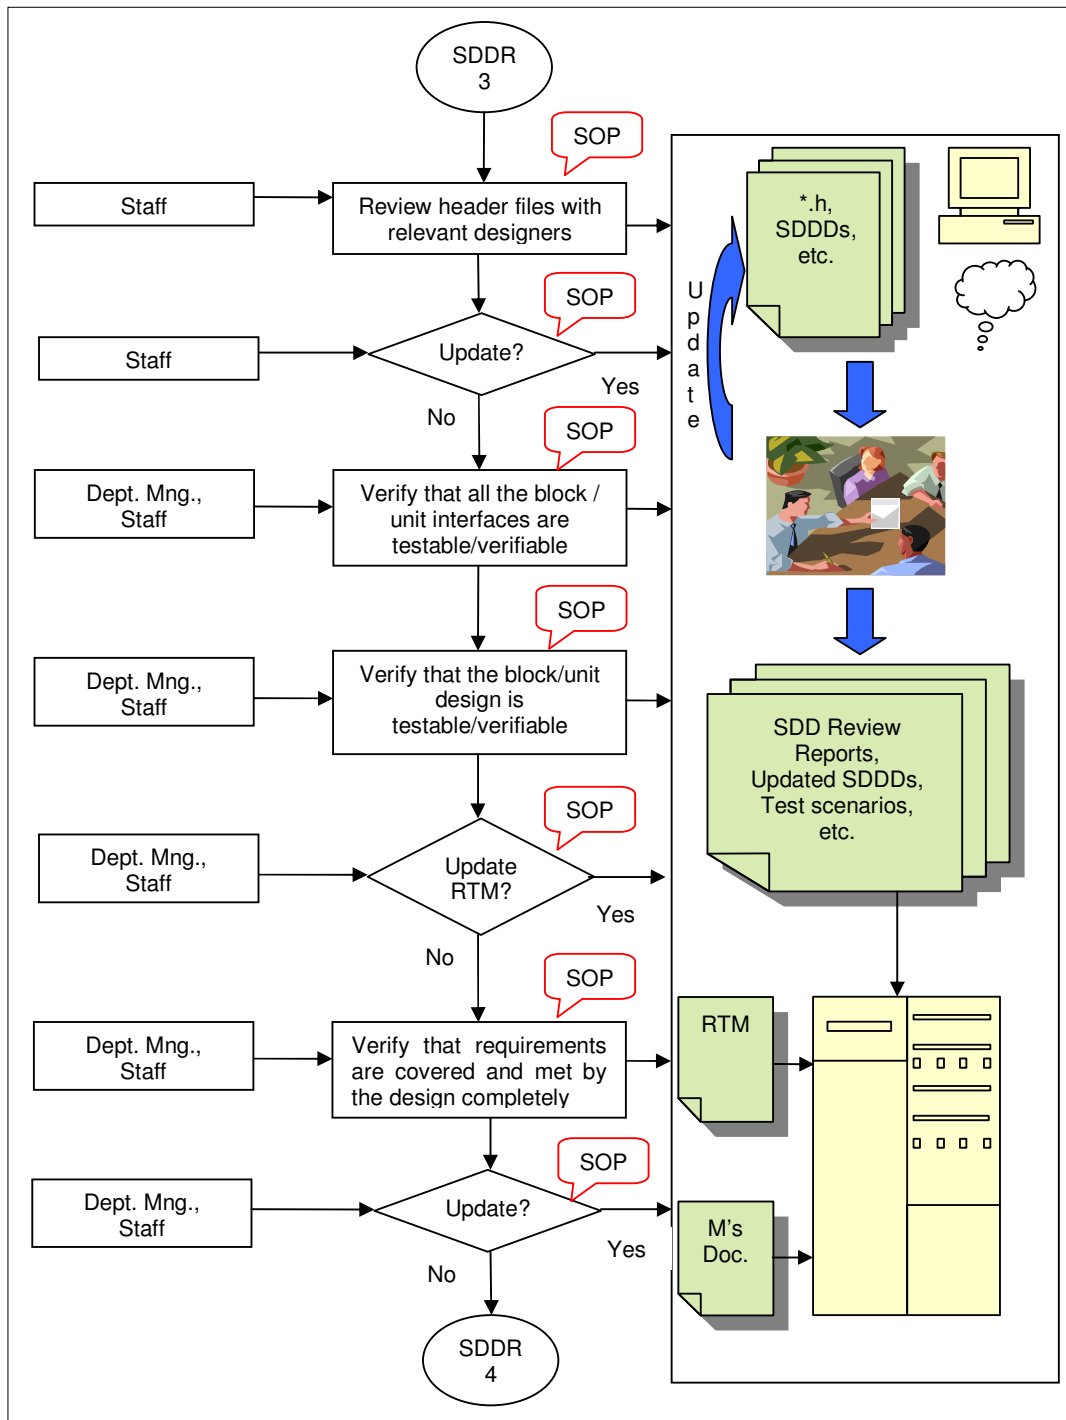 SDDR
3
SOP
Staff
Review header files with
relevant designers
*.h,
SDDDs,
etc.
Update
SOP
Staff
Update?
Yes
No
SOP
Dept. Mng.,
Staff
Verify that all the block /
unit interfaces are
testable/verifiable
SOP
Dept. Mng.,
Staff
Verify that the block/unit
design is
testable/verifiable
SDD Review
Reports,
Updated SDDDs,
Test scenarios,
etc.
SOP
Dept. Mng.,
Staff
Update
RTM?
Yes
No
SOP
Dept. Mng.,
Staff
Verify that requirements
are covered and met by
the design completely
RTM
SOP
Dept. Mng.,
Staff
Update?
Yes
No
M's
Doc.
SDDR
4